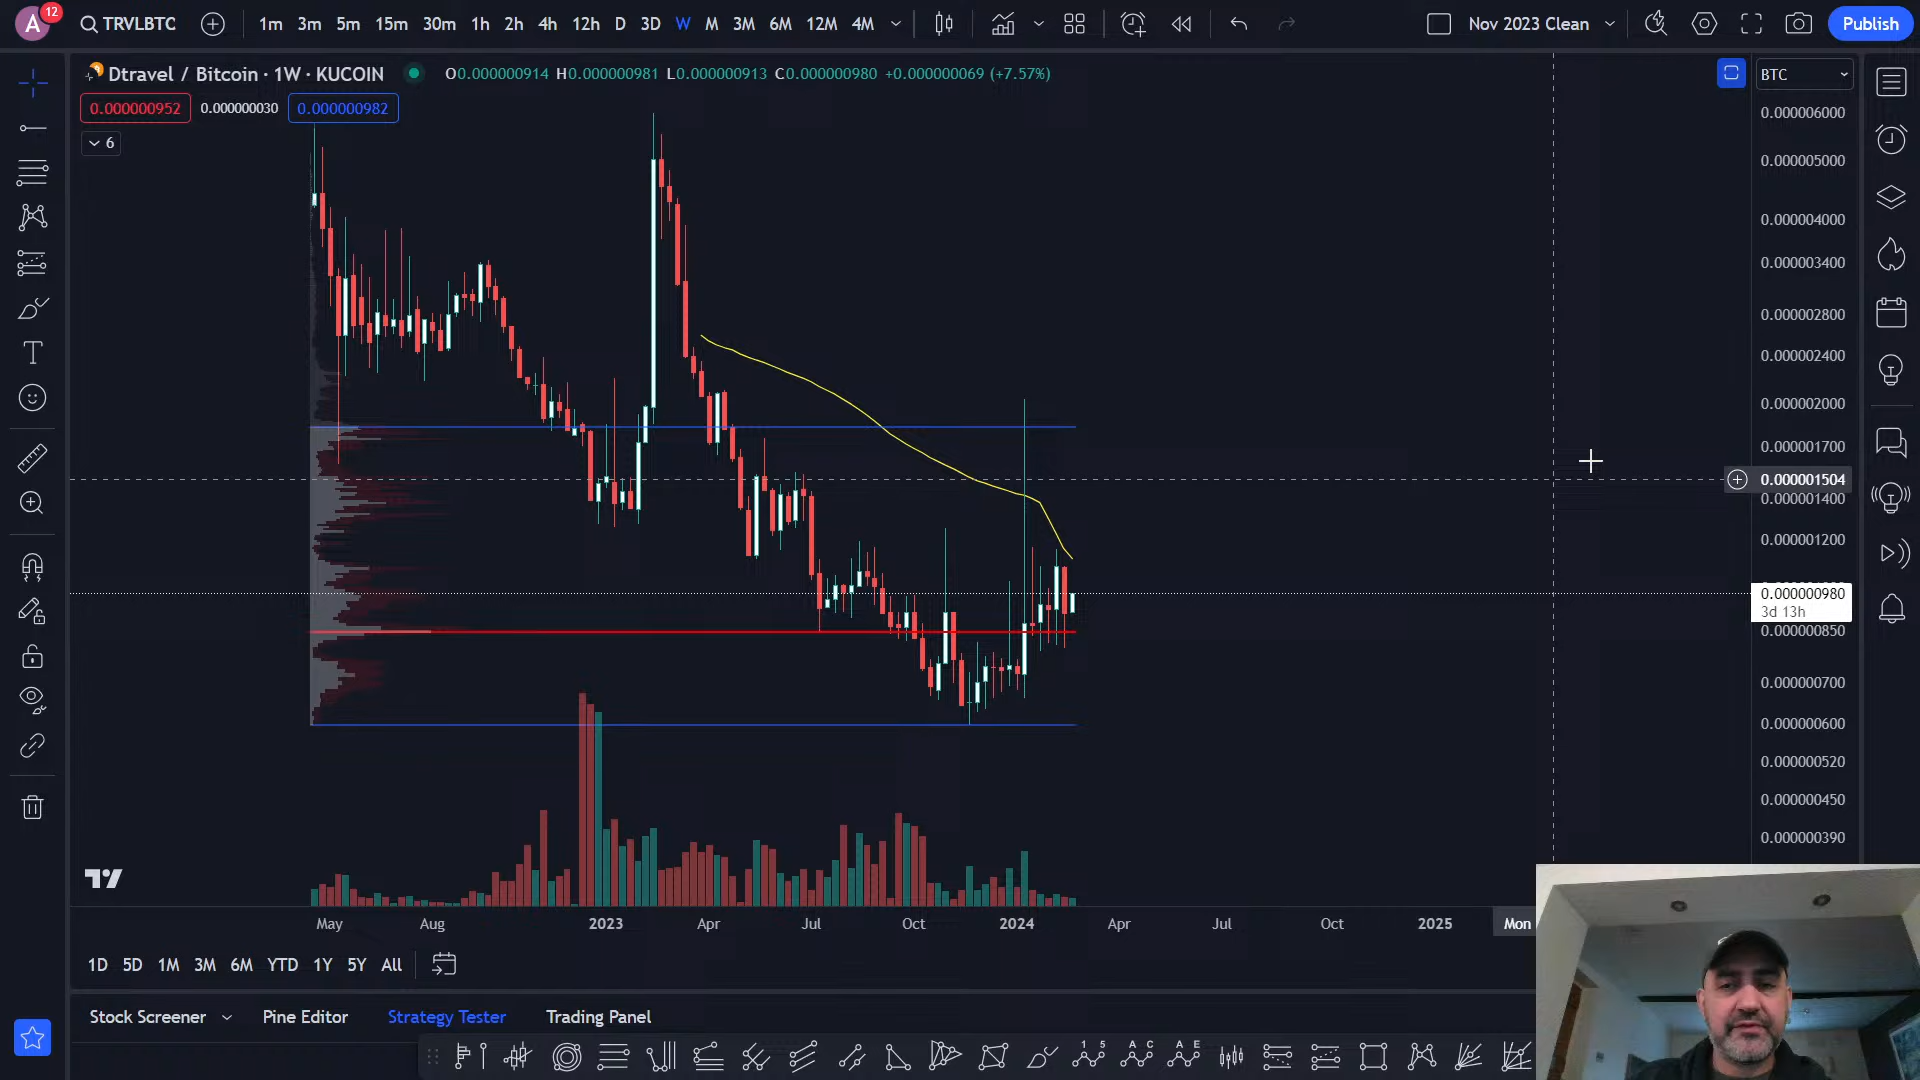 A 12 TRVLBTC 1m 3m 5m 15m 30m 1h 2h 4h 12h D 3D W M 3M 6M 12M 4M Nov 2023 Clean Publish
Dtravel / Bitcoin · 1W · KUCOIN O0.000000914 H0.000000981 L0.000000913 C0.000000980 +0.000000069 (+7.57%) BTC
0.000000952 0.000000030 0.000000982
6
0.000006000
0.000005000
0.000004000
0.000003400
0.000002800
0.000002400
0.000002000
0.000001700
0.000001504
0.000001400
0.000001200
0.000000980
3d 13h
0.000000850
0.000000700
0.000000600
0.000000520
0.000000450
0.000000390
May Aug 2023 Apr Jul Oct 2024 Apr Jul Oct 2025 Mon
1D 5D 1M 3M 6M YTD 1Y 5Y All
Stock Screener Pine Editor Strategy Tester Trading Panel
1 5 A C A E